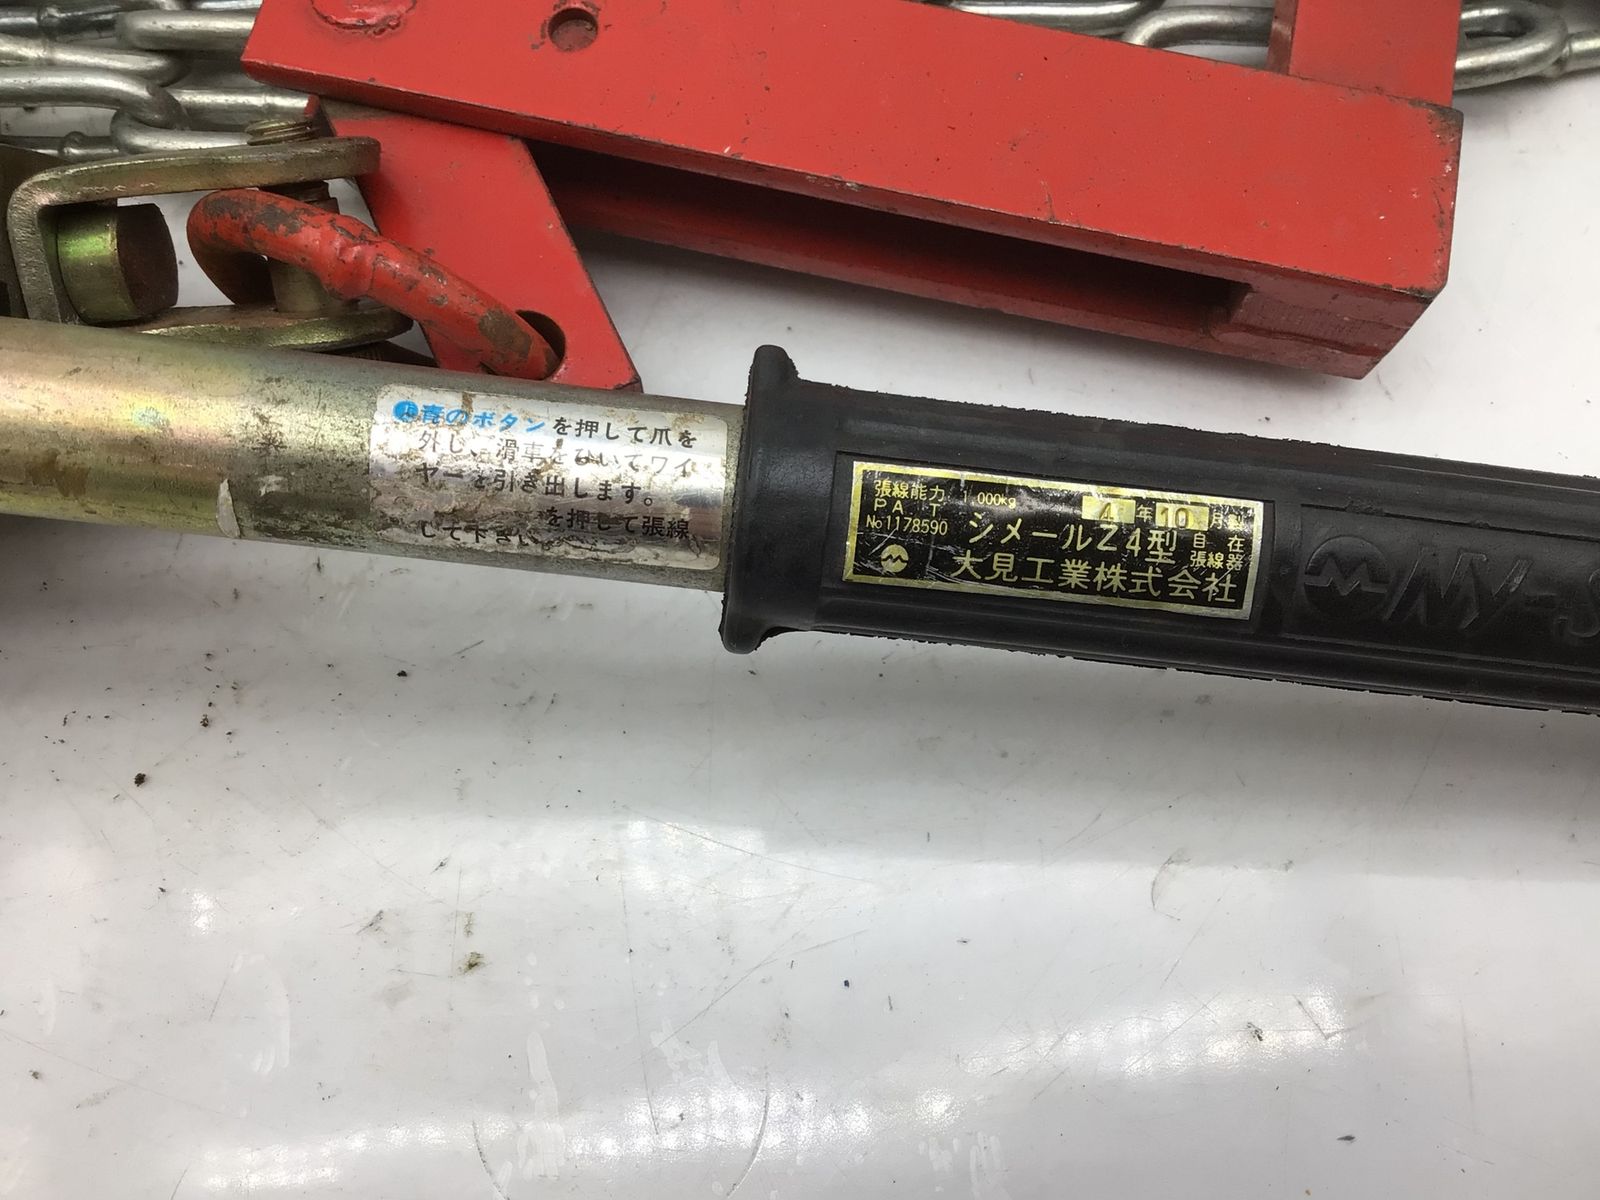 青のボタンを押して爪を
外し、滑車をひいてワイ
ヤーを引き出します。
を押して張線
して下さい。
張線能力 1,000kg
4年10月製
PAT
No1178590
シメールZ4型 自在張線器
大見工業株式会社